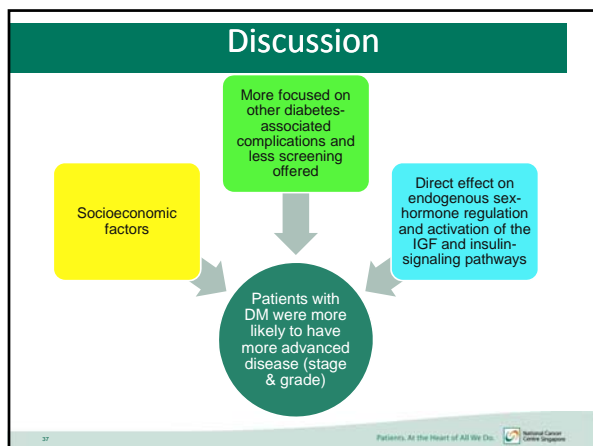 Discussion
More focused on
other diabetes-
associated
complications and
less screening
offered
Socioeconomic
factors
Direct effect on
endogenous sex-
hormone regulation
and activation of the
IGF and insulin-
signaling pathways
Patients with
DM were more
likely to have
more advanced
disease (stage
& grade)
37
Patients. At the Heart of All We Do.
National Cancer
Centre Singapore